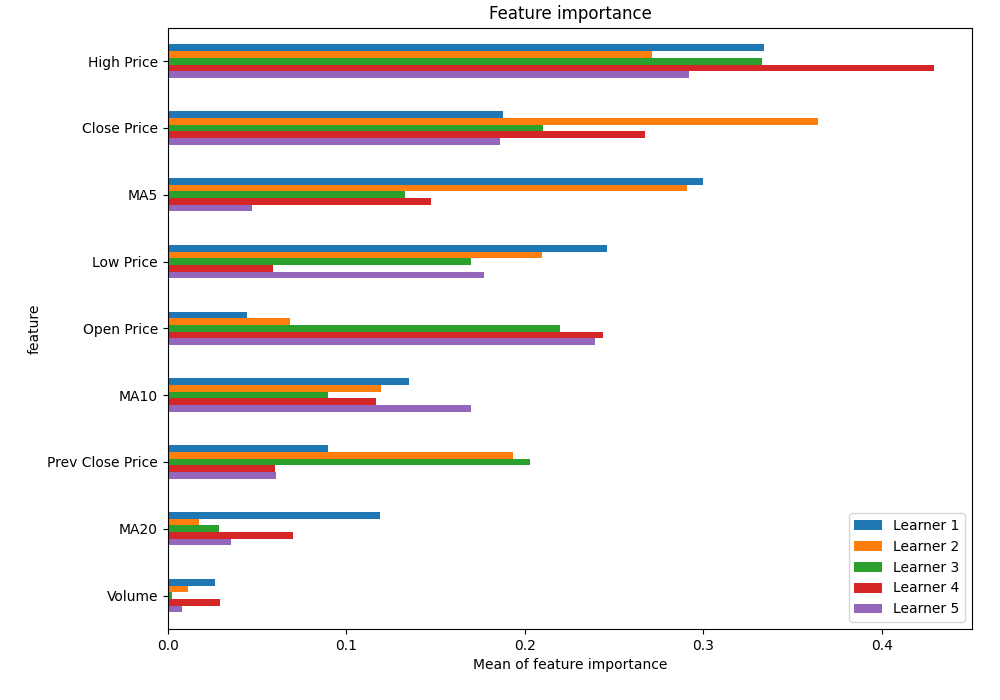 Feature importance
High Price
Close Price
MA5
Low Price
Open Price
MA10
Prev Close Price
MA20
Volume
feature
Learner 1
Learner 2
Learner 3
Learner 4
Learner 5
0.0 0.1 0.2 0.3 0.4
Mean of feature importance